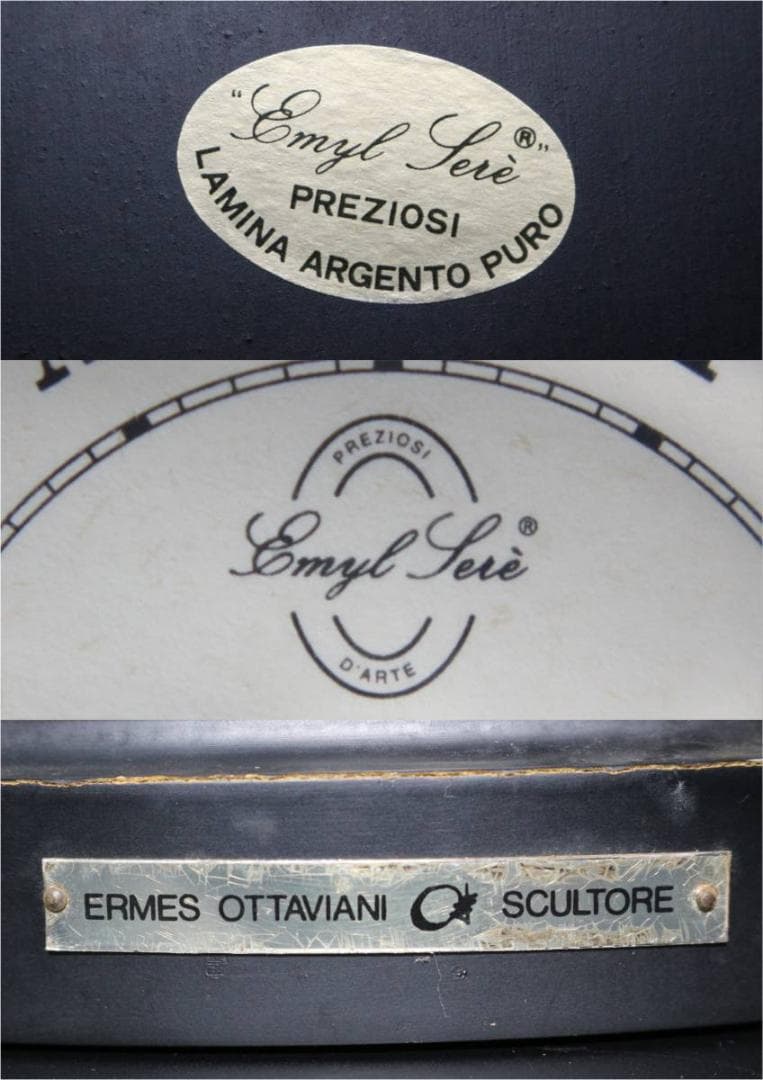 "Emyl Serè®"
PREZIOSI
LAMINA ARGENTO PURO
PREZIOSI
Emyl Serè®
D'ARTE
ERMES OTTAVIANI SCULTORE